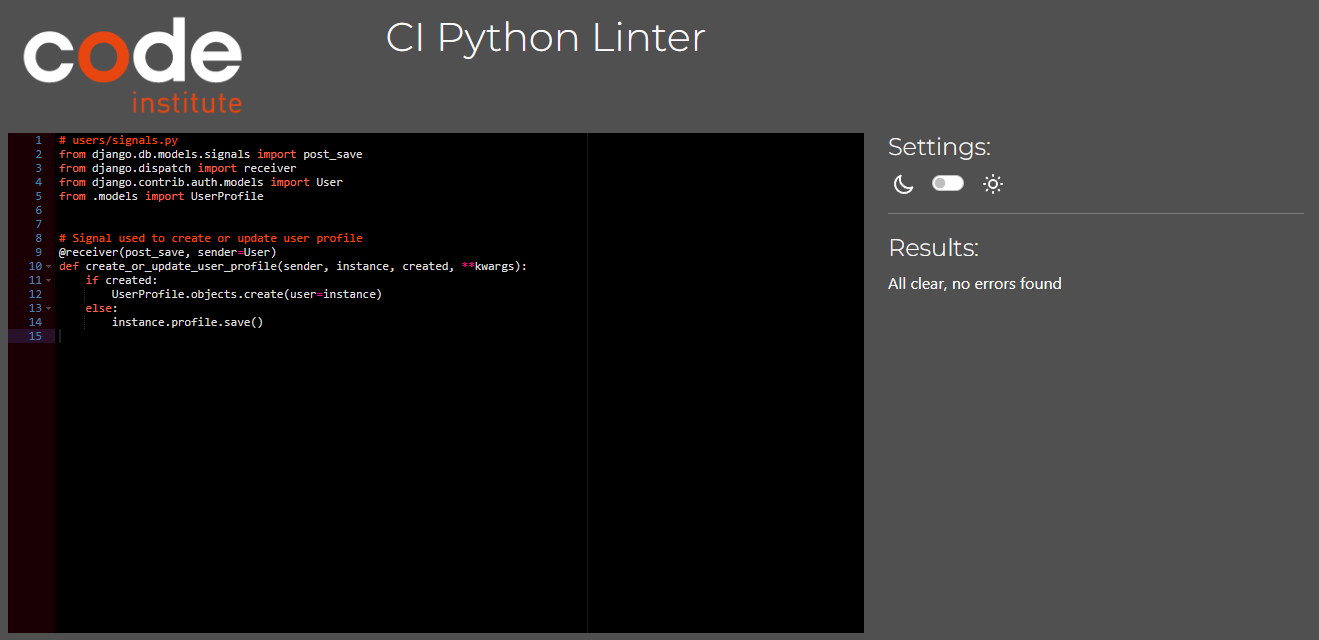 code
institute
CI Python Linter
1 # users/signals.py
2 from django.db.models.signals import post_save
3 from django.dispatch import receiver
4 from django.contrib.auth.models import User
5 from .models import UserProfile
6
7
8 # Signal used to create or update user profile
9 @receiver(post_save, sender=User)
10 def create_or_update_user_profile(sender, instance, created, **kwargs):
11     if created:
12         UserProfile.objects.create(user=instance)
13     else:
14         instance.profile.save()
15
Settings:
Results:
All clear, no errors found